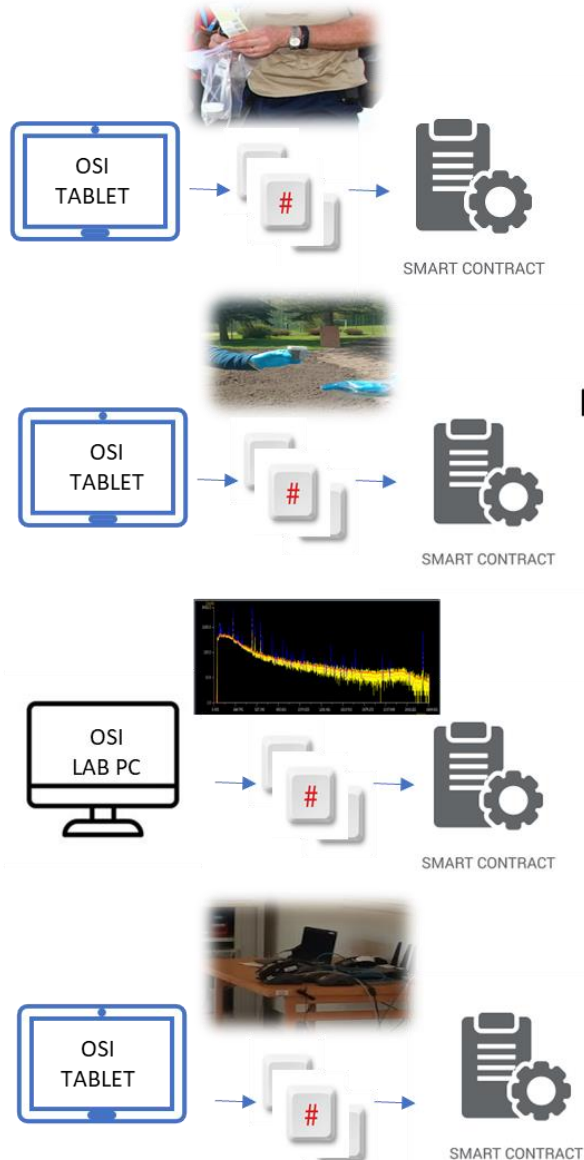 OSI
TABLET
#
SMART CONTRACT
OSI
TABLET
#
SMART CONTRACT
OSI
LAB PC
#
SMART CONTRACT
OSI
TABLET
#
SMART CONTRACT